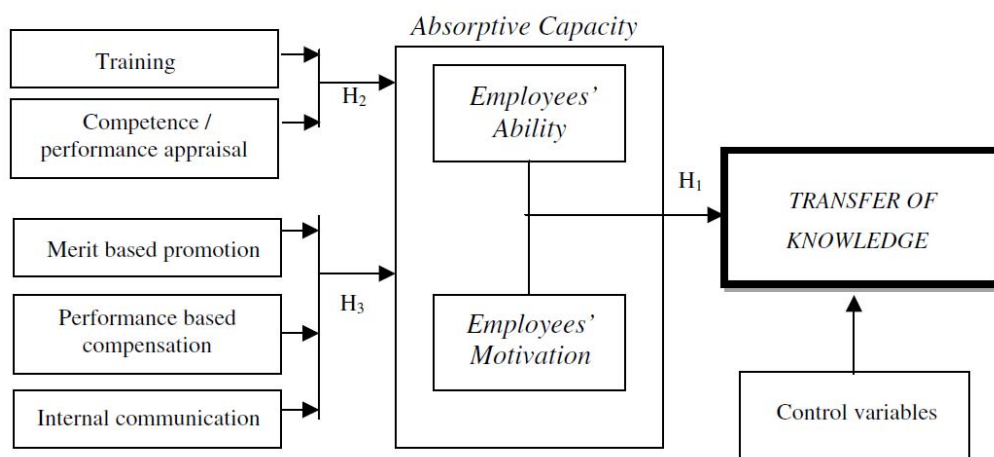 Absorptive Capacity
Training
H₂
Competence /
performance appraisal
Employees’
Ability
H₁
TRANSFER OF
KNOWLEDGE
Merit based promotion
H₃
Performance based
compensation
Employees’
Motivation
Internal communication
Control variables